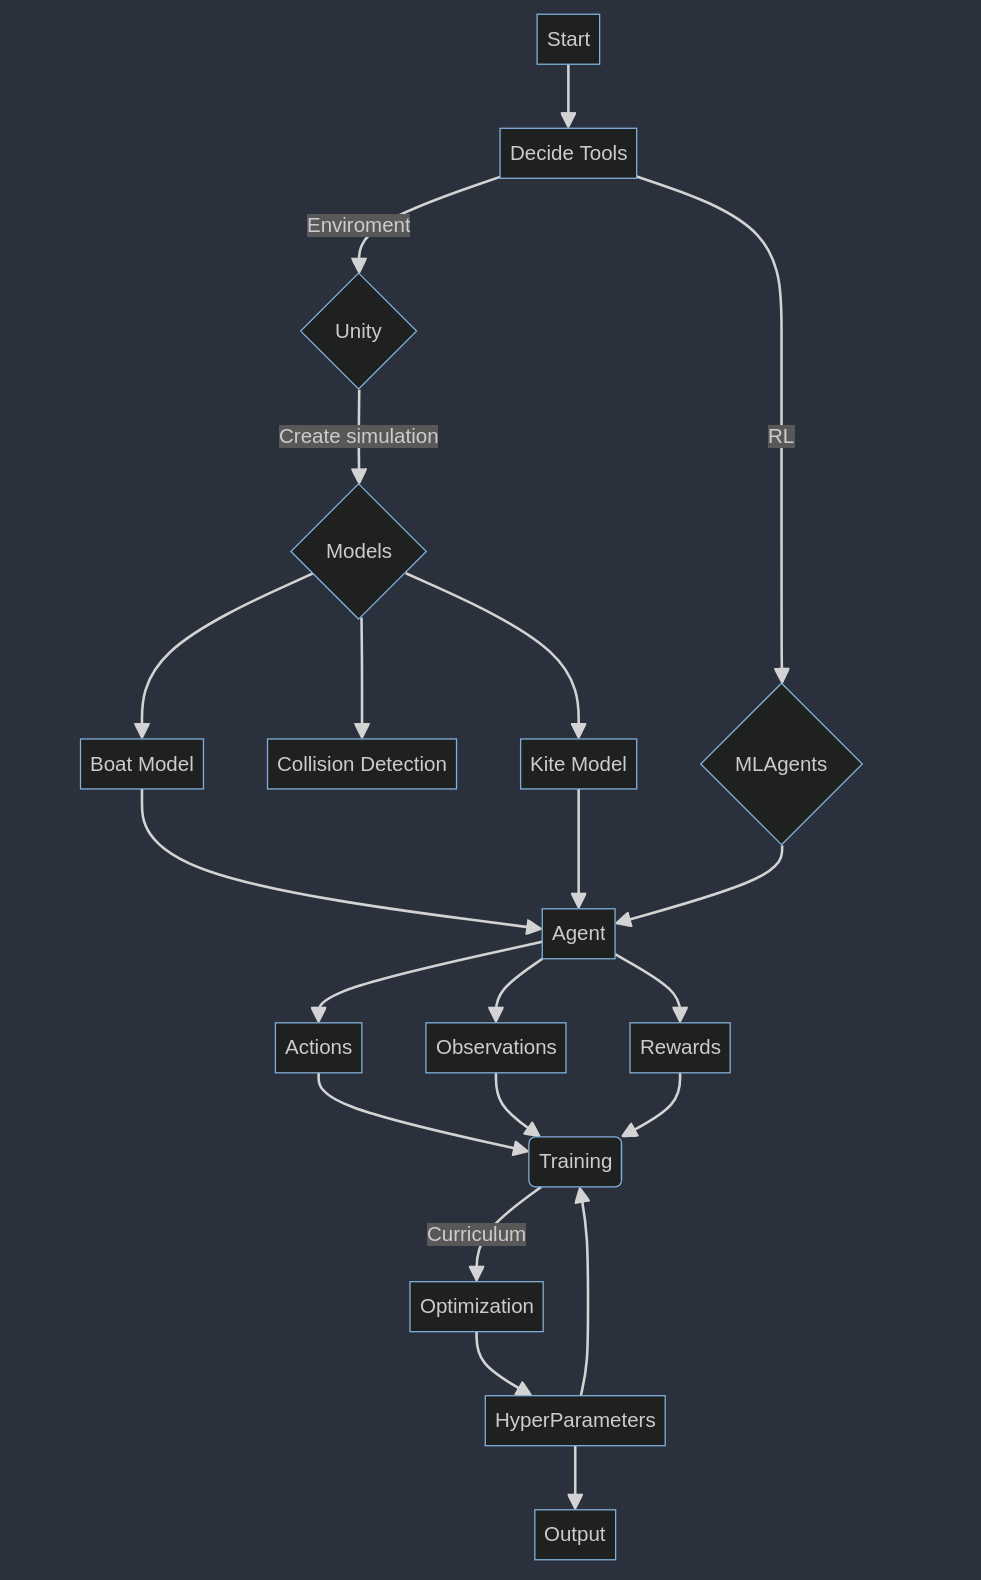 Start
Decide Tools
Enviroment
Unity
Create simulation
RL
Models
Boat Model
Collision Detection
Kite Model
MLAgents
Agent
Actions
Observations
Rewards
Training
Curriculum
Optimization
HyperParameters
Output